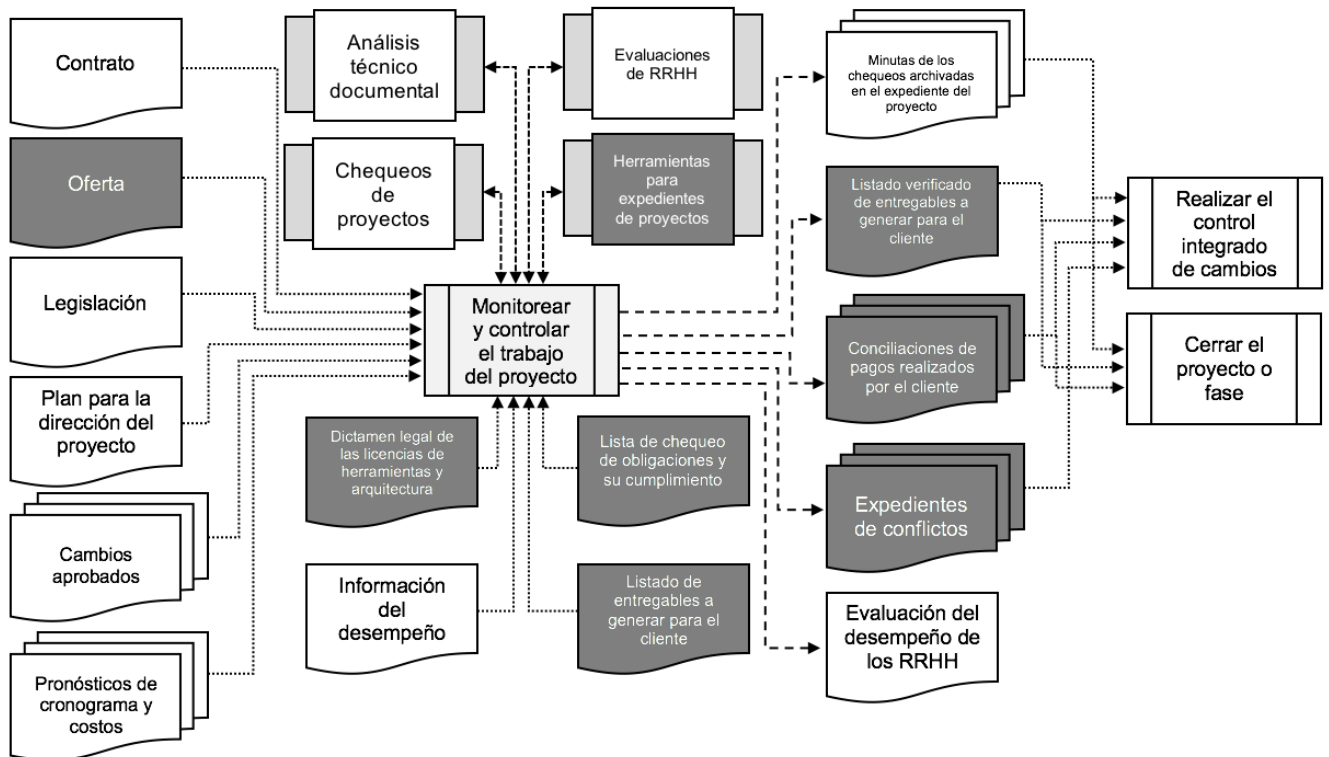 Contrato
Oferta
Legislación
Plan para la
dirección del
proyecto
Cambios
aprobados
Pronósticos de
cronograma y
costos
Análisis
técnico
documental
Chequeos
de
proyectos
Evaluaciones
de RRHH
Herramientas
para
expedientes
de proyectos
Monitorear
y controlar
el trabajo
del proyecto
Dictamen legal de
las licencias de
herramientas y
arquitectura
Lista de chequeo
de obligaciones y
su cumplimiento
Información
del
desempeño
Listado de
entregables a
generar para el
cliente
Minutas de los
chequeos archivadas
en el expediente del
proyecto
Listado verificado
de entregables a
generar para el
cliente
Conciliaciones de
pagos realizados
por el cliente
Expedientes
de conflictos
Evaluación del
desempeño de
los RRHH
Realizar el
control
integrado
de cambios
Cerrar el
proyecto o
fase